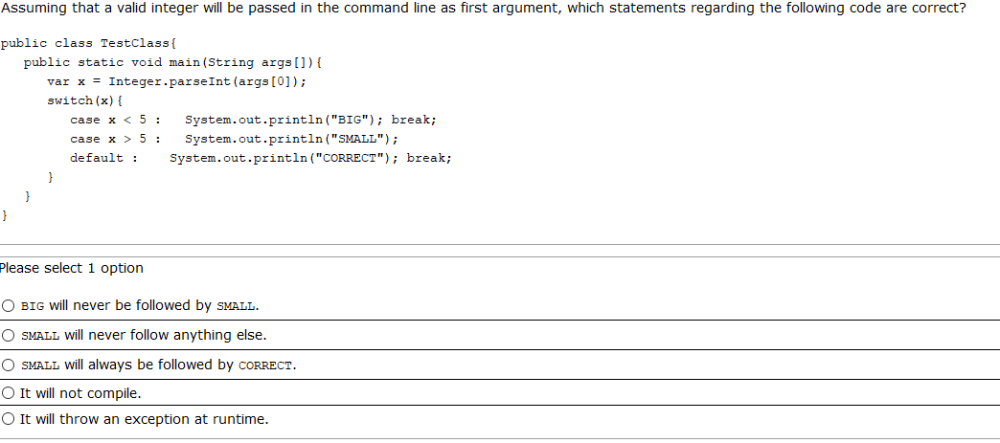 Assuming that a valid integer will be passed in the command line as first argument, which statements regarding the following code are correct?
public class TestClass{
public static void main(String args[]){
var x = Integer.parseInt(args[0]);
switch(x){
case x < 5 : System.out.println("BIG"); break;
case x > 5 : System.out.println("SMALL");
default : System.out.println("CORRECT"); break;
}
}
}
Please select 1 option
BIG will never be followed by SMALL.
SMALL will never follow anything else.
SMALL will always be followed by CORRECT.
It will not compile.
It will throw an exception at runtime.